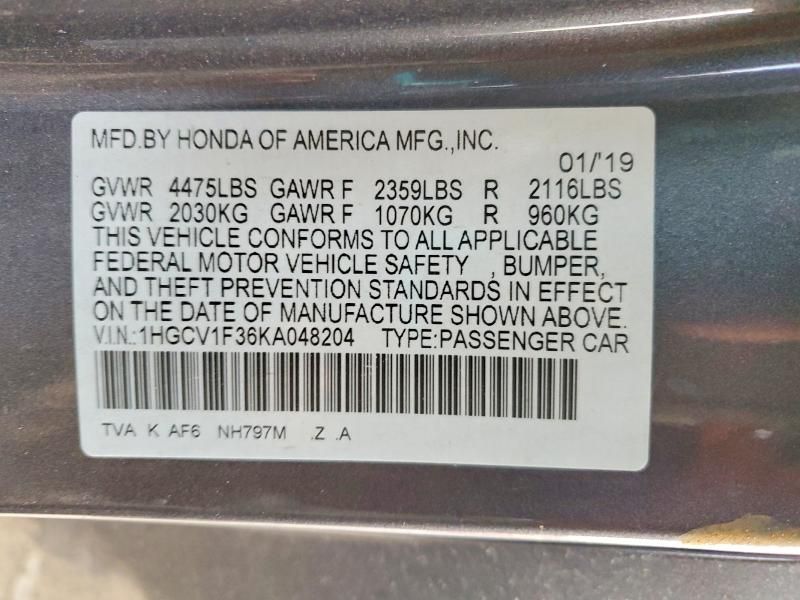 MFD.BY HONDA OF AMERICA MFG.,INC.
01/'19
GVWR 4475LBS GAWR F 2359LBS R 2116LBS
GVWR 2030KG GAWR F 1070KG R 960KG
THIS VEHICLE CONFORMS TO ALL APPLICABLE
FEDERAL MOTOR VEHICLE SAFETY , BUMPER,
AND THEFT PREVENTION STANDARDS IN EFFECT
ON THE DATE OF MANUFACTURE SHOWN ABOVE.
V.I.N.:1HGCV1F36KA048204 TYPE:PASSENGER CAR
TVA K AF6 NH797M .Z .A